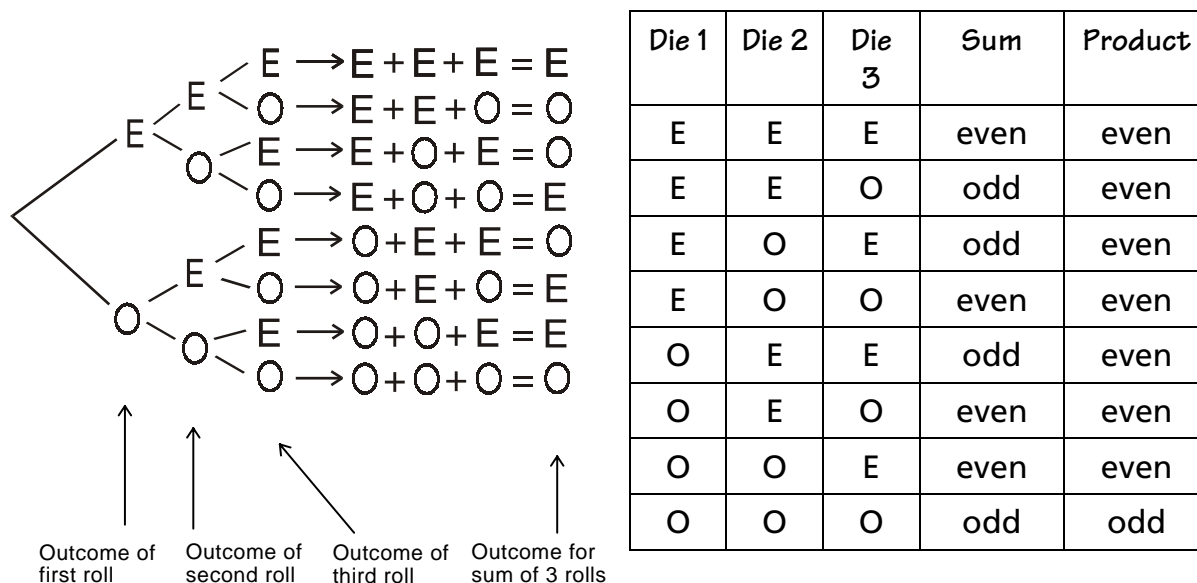 E
O
E
O
E
O
E
O
E
O
E
O
E
O
E + E + E = E
E + E + O = O
E + O + E = O
E + O + O = E
O + E + E = O
O + E + O = E
O + O + E = E
O + O + O = O
Outcome of
first roll
Outcome of
second roll
Outcome of
third roll
Outcome for
sum of 3 rolls
Die 1 Die 2 Die 3 Sum Product
E E E even even
E E O odd even
E O E odd even
E O O even even
O E E odd even
O E O even even
O O E even even
O O O odd odd